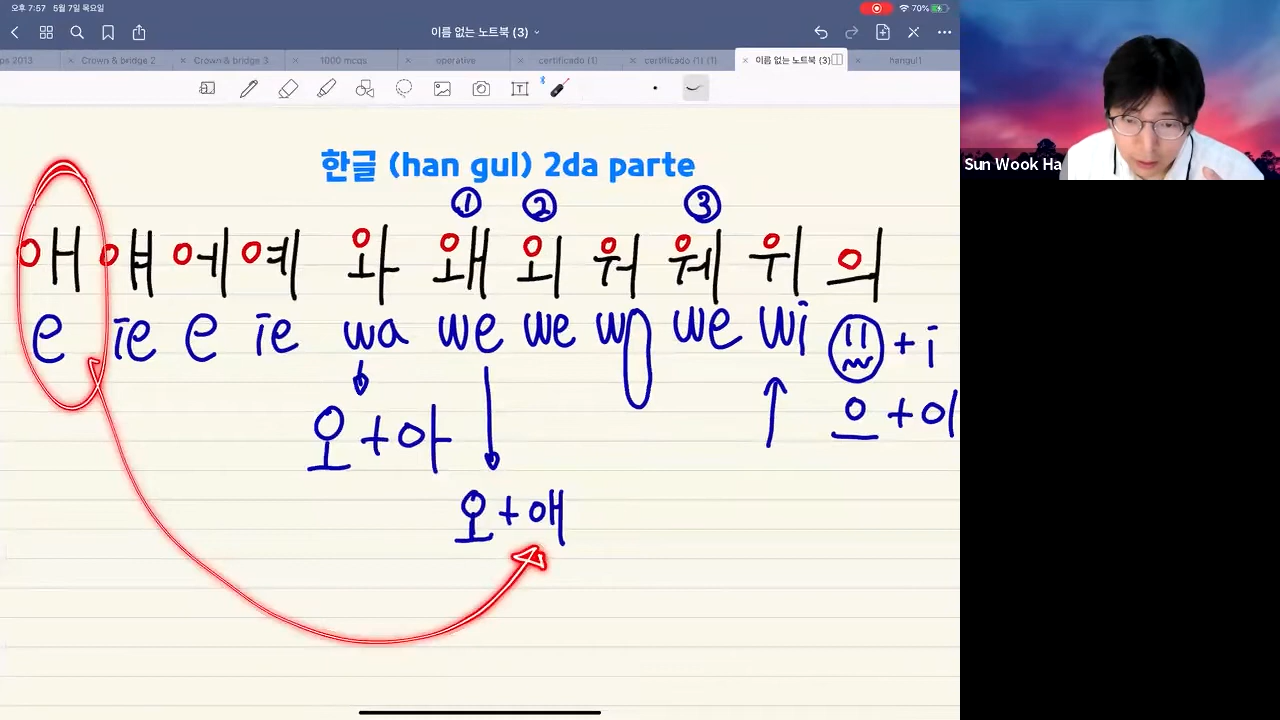 오후 7:57 5월 7일 목요일
70%
이름 없는 노트북 (3)
ps 2013
Crown & bridge 2
Crown & bridge 3
1000 mcqs
operative
certificado (1)
certificado (1) (1)
이름 없는 노트북 (3)
hangul1
T
Sun Wook Ha
한글 (han gul) 2da parte
① ② ③
애 얘 에 예 와 왜 외 워 웨 위 의
e ie e ie wa we we w we wi + i
오+아 으+이
오+애